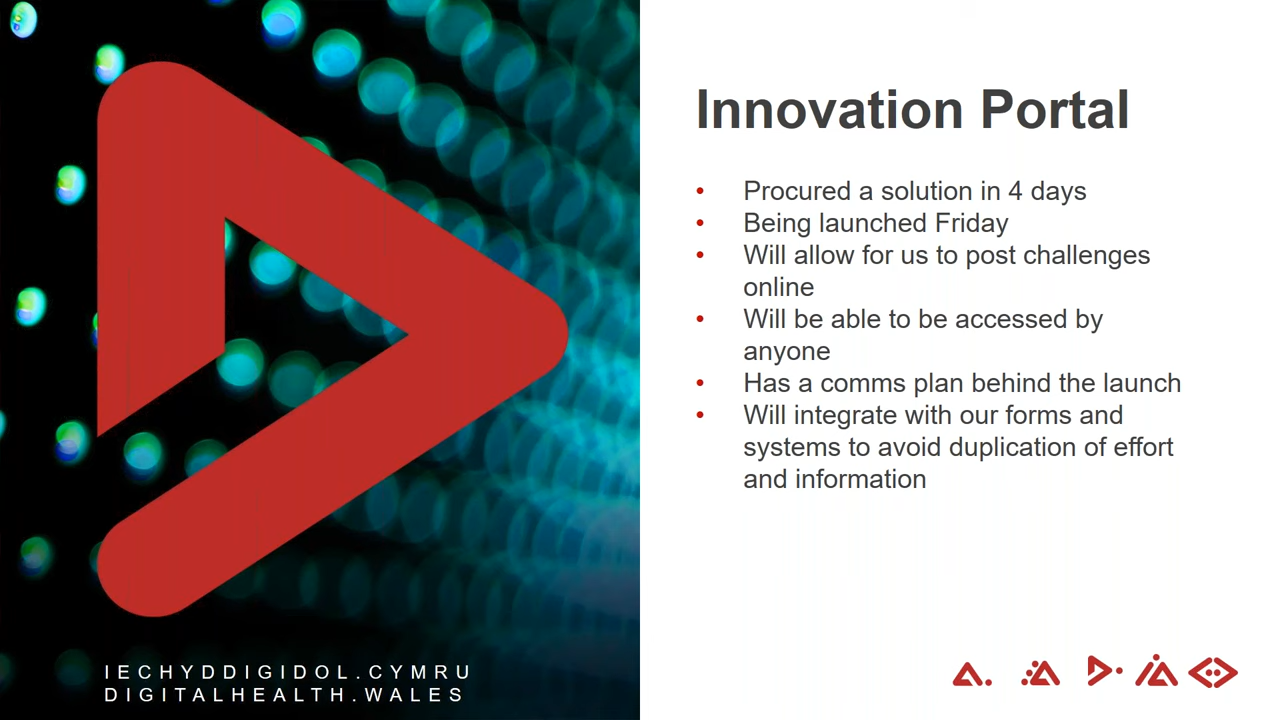 Innovation Portal
• Procured a solution in 4 days
• Being launched Friday
• Will allow for us to post challenges
online
• Will be able to be accessed by
anyone
• Has a comms plan behind the launch
• Will integrate with our forms and
systems to avoid duplication of effort
and information
IECHYDDIGIDOL.CYMRU
DIGITALHEALTH.WALES